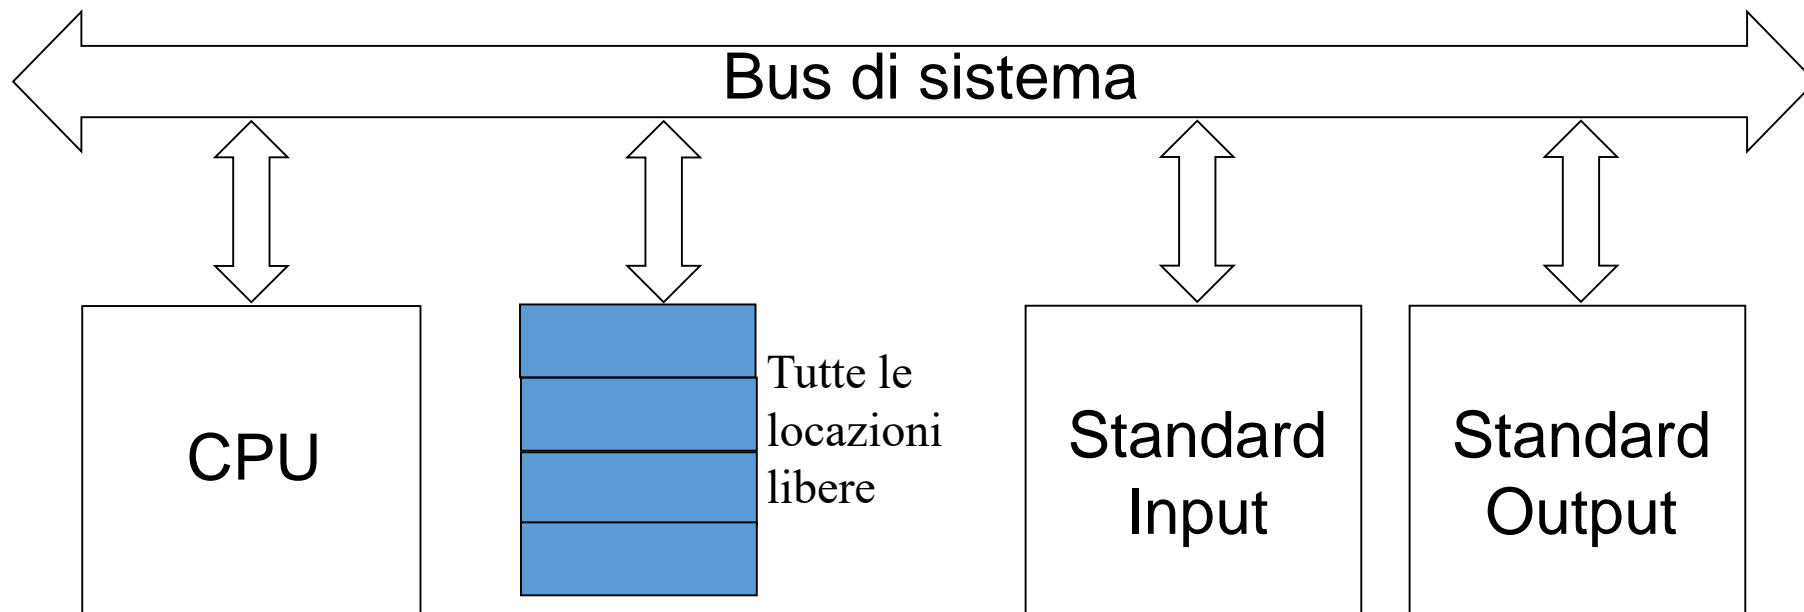 Bus di sistema
CPU
Tutte le
locazioni
libere
Standard
Input
Standard
Output